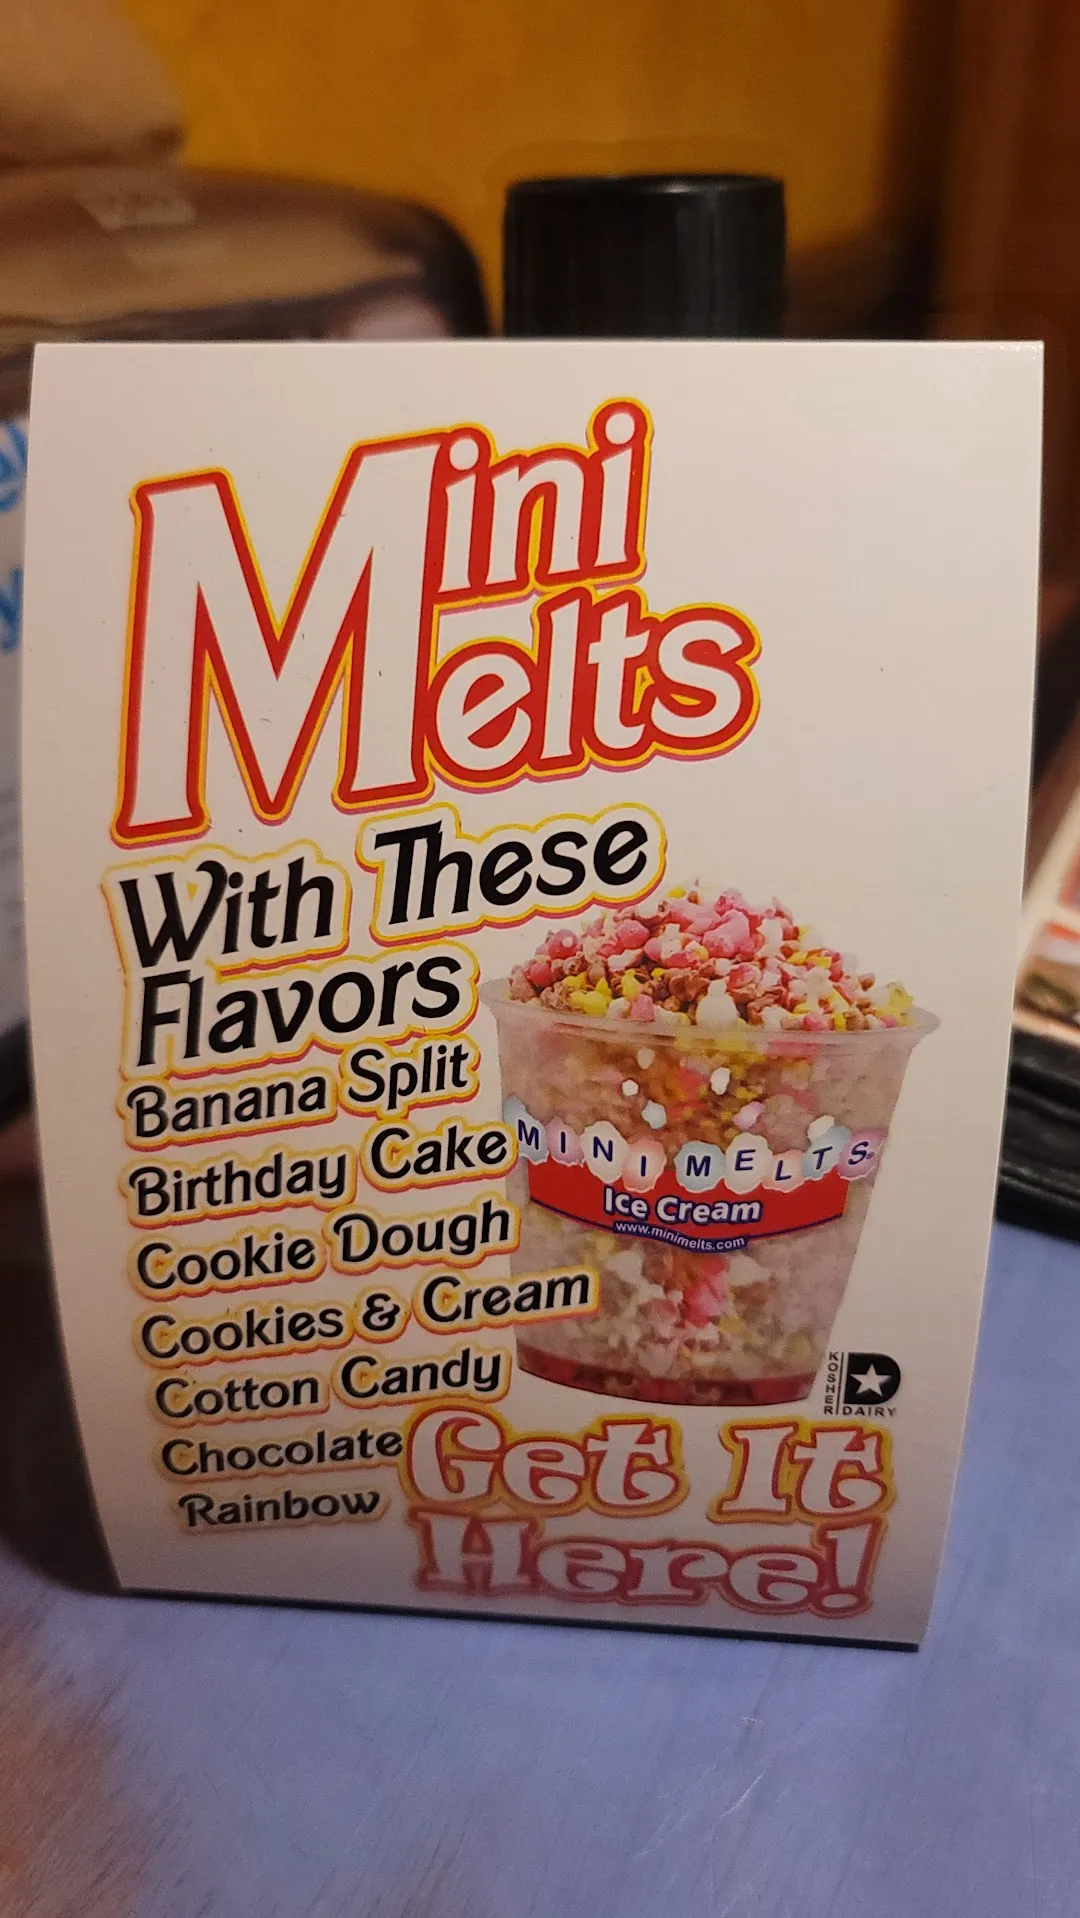 Mini
Melts
With These
Flavors
Banana Split
Birthday Cake
Cookie Dough
Cookies & Cream
Cotton Candy
Chocolate
Rainbow
MINI MELTS®
Ice Cream
www.minimelts.com
KOSHER
D
DAIRY
Get It
Here!